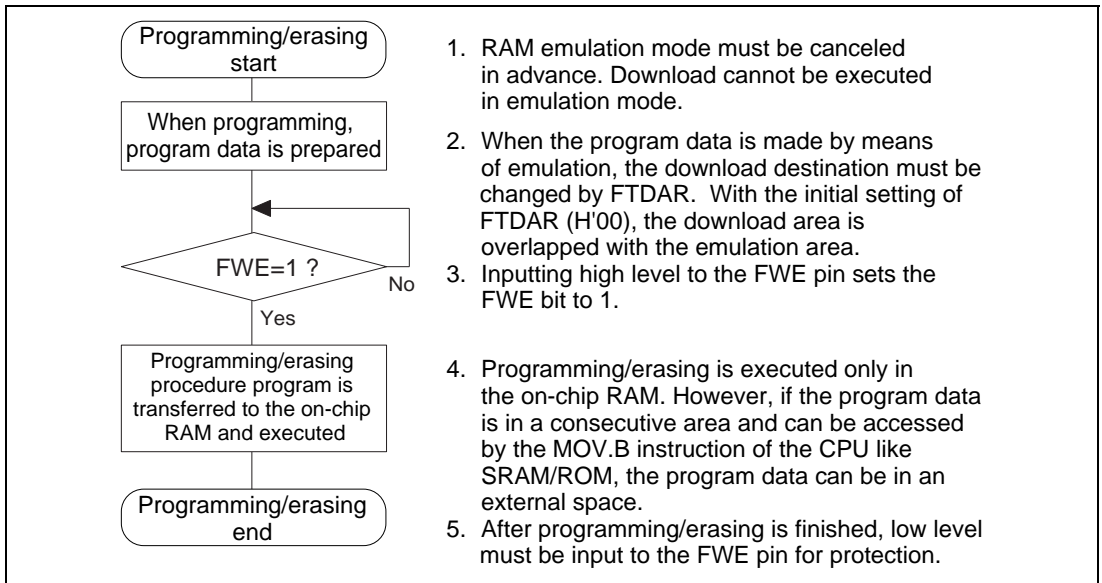 Programming/erasing
start
When programming,
program data is prepared
FWE=1 ?
No
Yes
Programming/erasing
procedure program is
transferred to the on-chip
RAM and executed
Programming/erasing
end
1. RAM emulation mode must be canceled
in advance. Download cannot be executed
in emulation mode.
2. When the program data is made by means
of emulation, the download destination must be
changed by FTDAR. With the initial setting of
FTDAR (H'00), the download area is
overlapped with the emulation area.
3. Inputting high level to the FWE pin sets the
FWE bit to 1.
4. Programming/erasing is executed only in
the on-chip RAM. However, if the program data
is in a consecutive area and can be accessed
by the MOV.B instruction of the CPU like
SRAM/ROM, the program data can be in an
external space.
5. After programming/erasing is finished, low level
must be input to the FWE pin for protection.